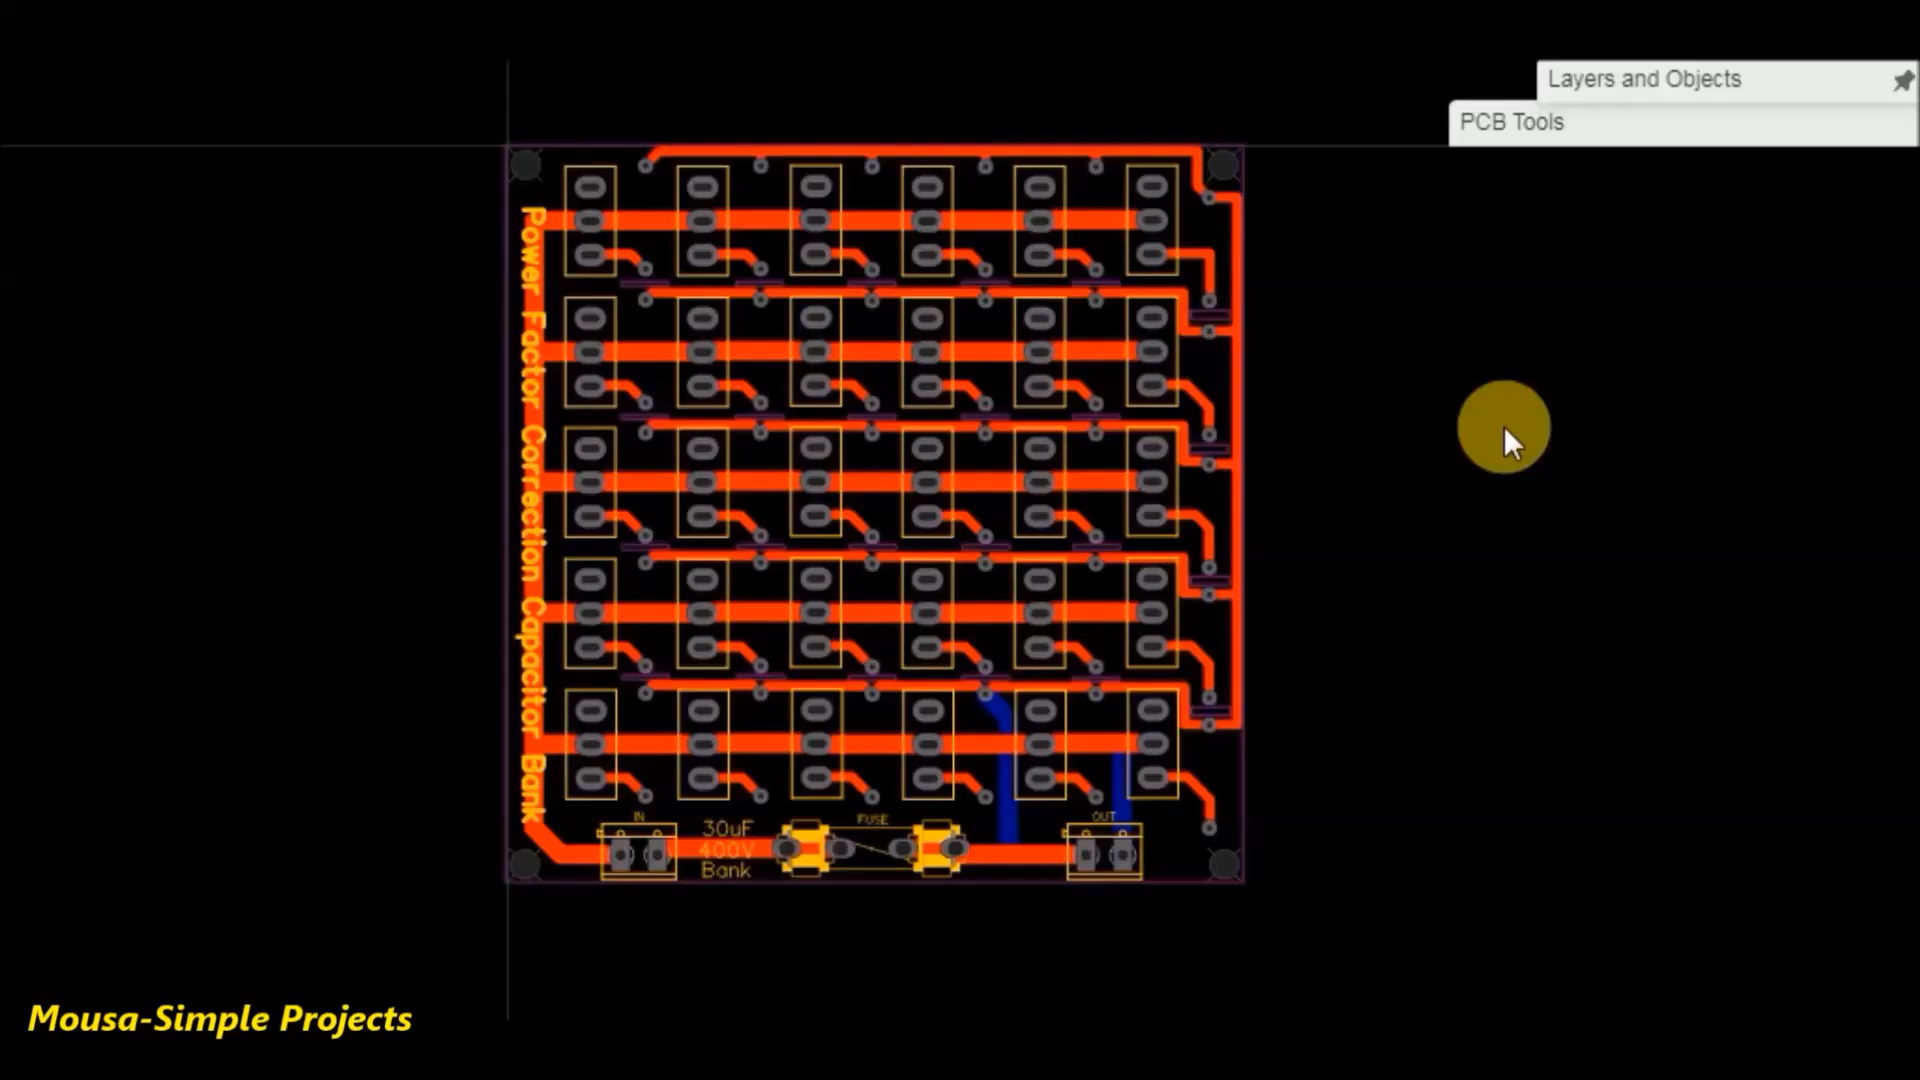 Layers and Objects
PCB Tools
Power Factor Correction Capacitor Bank
IN
30uF
400V
Bank
FUSE
OUT
Mousa-Simple Projects